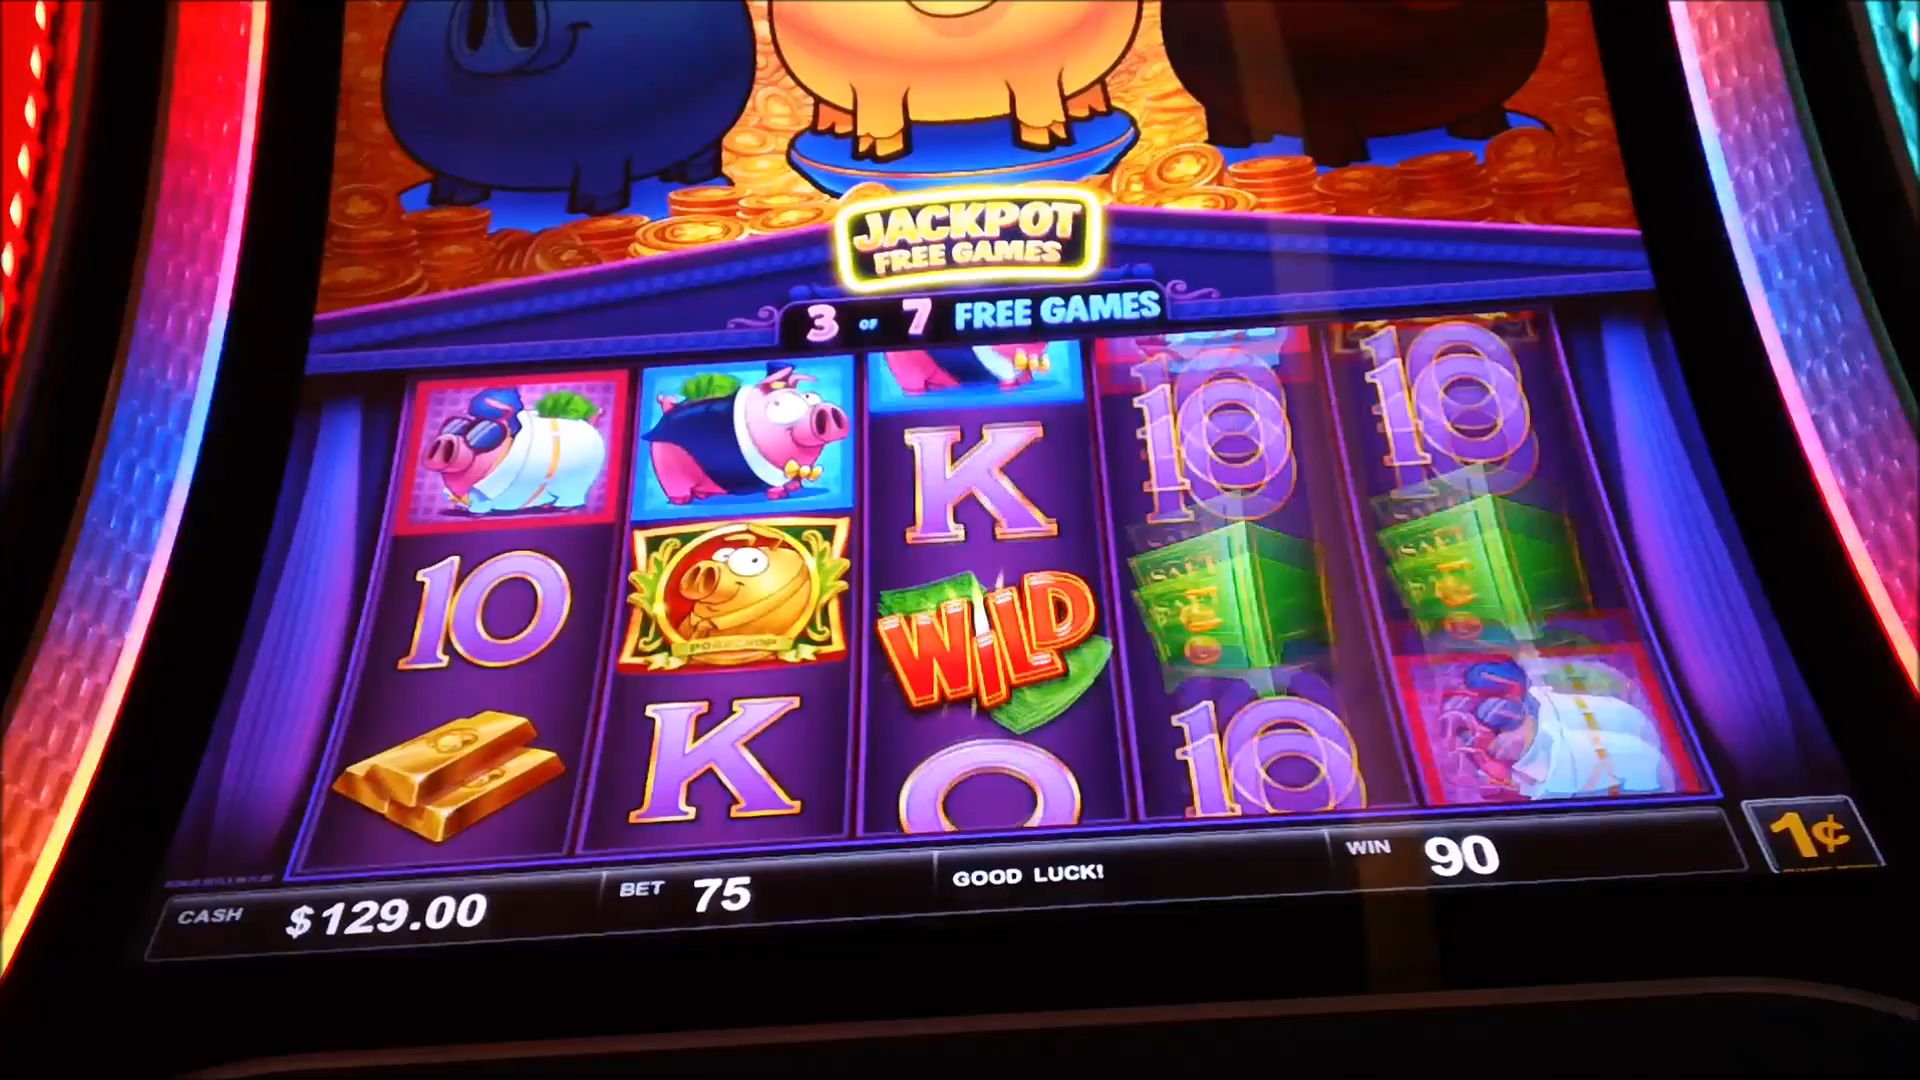 JACKPOT
FREE GAMES
3 OF 7 FREE GAMES
K
10
10
10
WILD
K
10
CASH $129.00
BET 75
GOOD LUCK!
WIN 90
1¢